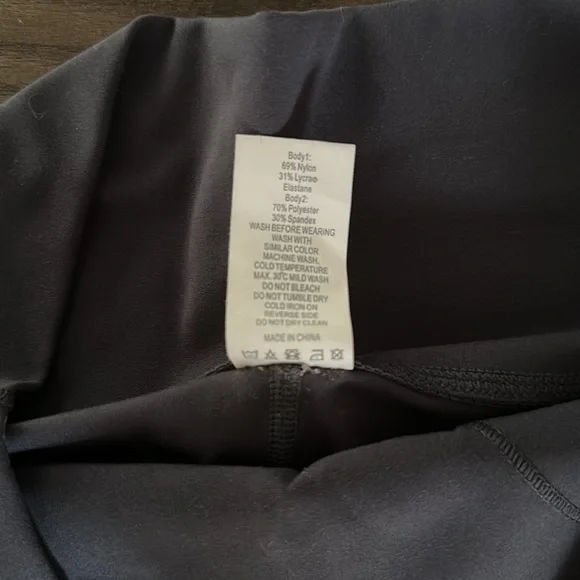 Body1:
69% Nylon
31% Lycra®
Elastane
Body2:
70% Polyester
30% Spandex
WASH BEFORE WEARING
WASH WITH
SIMILAR COLOR
MACHINE WASH,
COLD TEMPERATURE
MAX. 30°C MILD WASH
DO NOT BLEACH
DO NOT TUMBLE DRY
COLD IRON ON
REVERSE SIDE
DO NOT DRY CLEAN
MADE IN CHINA